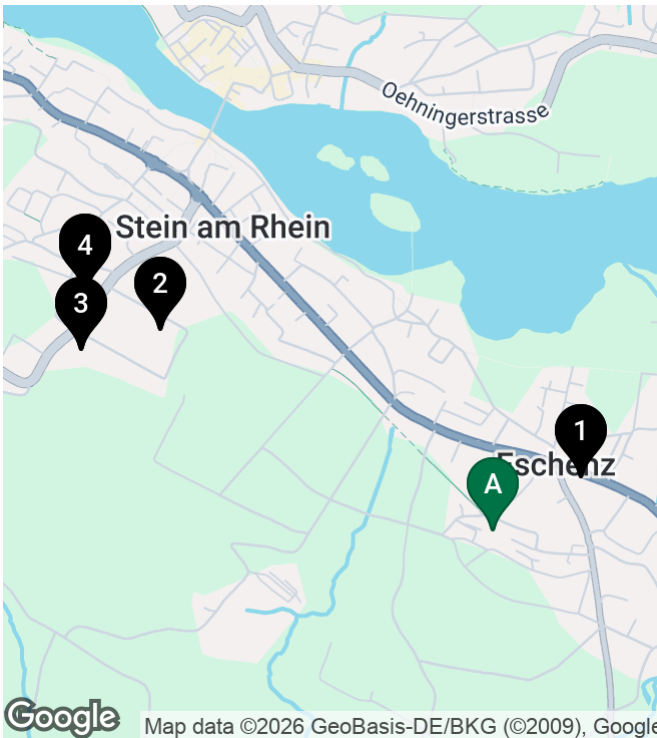 Oehningerstrasse
Stein am Rhein
4
2
3
1
Eschenz
A
Google
Map data ©2026 GeoBasis-DE/BKG (©2009), Google